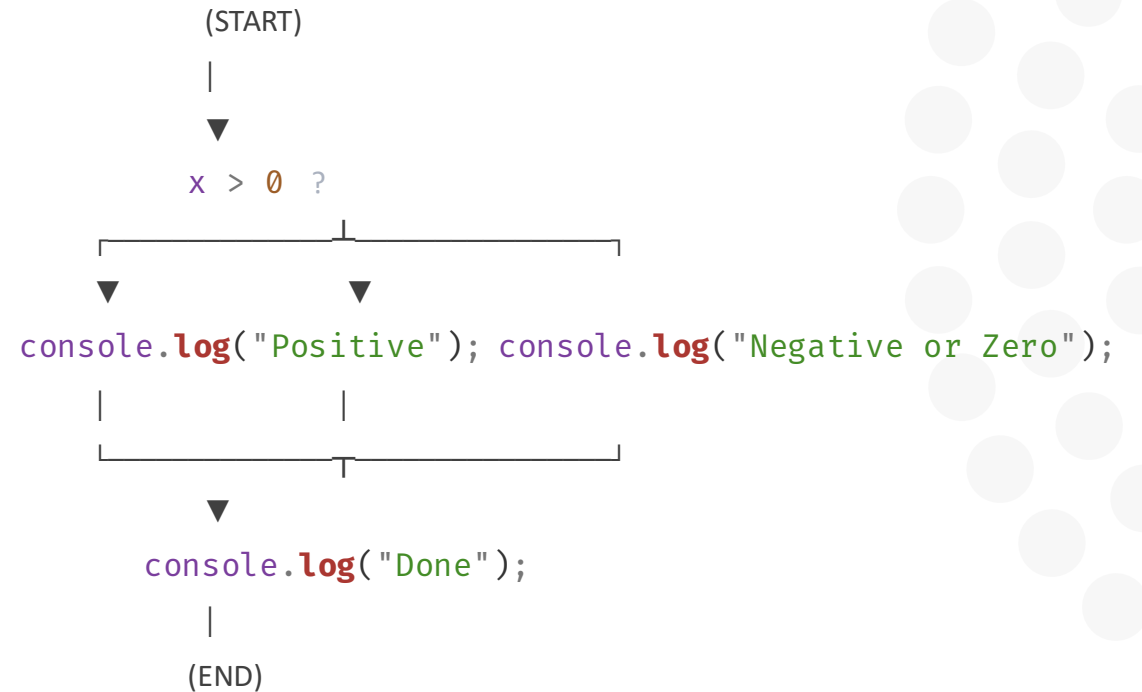 (START)
|
▼
x > 0 ?
┌──────────────┴────────────────┐
▼ ▼
console.log("Positive"); console.log("Negative or Zero");
| |
└──────────────┬────────────────┘
▼
console.log("Done");
|
(END)